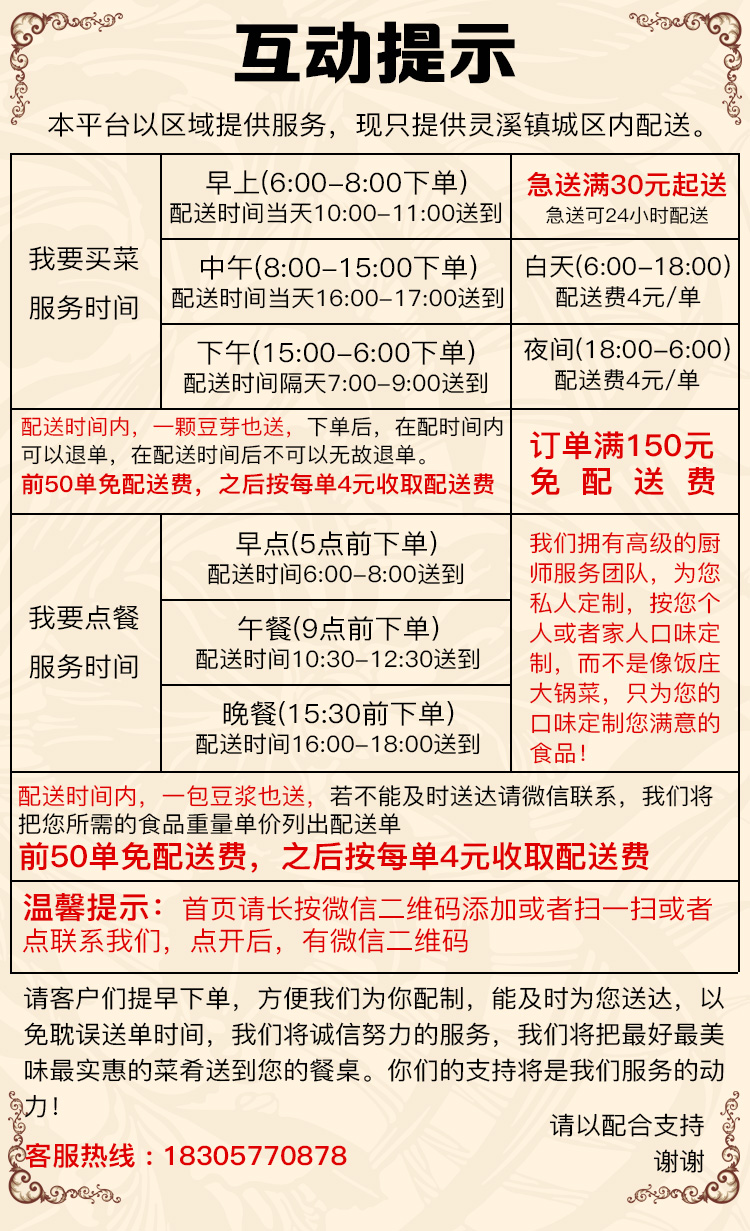 互动提示
本平台以区域提供服务，现只提供灵溪镇城区内配送。
我要买菜
服务时间
早上(6:00-8:00下单)
配送时间当天10:00-11:00送到
急送满30元起送
急送可24小时配送
中午(8:00-15:00下单)
配送时间当天16:00-17:00送到
白天(6:00-18:00)
配送费4元/单
下午(15:00-6:00下单)
配送时间隔天7:00-9:00送到
夜间(18:00-6:00)
配送费4元/单
配送时间内，一颗豆芽也送，下单后，在配时间内
可以退单，在配送时间后不可以无故退单。
前50单免配送费，之后按每单4元收取配送费
订单满150元
免配送费
我要点餐
服务时间
早点(5点前下单)
配送时间6:00-8:00送到
午餐(9点前下单)
配送时间10:30-12:30送到
晚餐(15:30前下单)
配送时间16:00-18:00送到
我们拥有高级的厨
师服务团队，为您
私人定制，按您个
人或者家人口味定
制，而不是像饭庄
大锅菜，只为您的
口味定制您满意的
食品！
配送时间内，一包豆浆也送，若不能及时送达请微信联系，我们将
把您所需的食品重量单价列出配送单
前50单免配送费，之后按每单4元收取配送费
温馨提示：首页请长按微信二维码添加或者扫一扫或者
点联系我们，点开后，有微信二维码
请客户们提早下单，方便我们为你配制，能及时为您送达，以
免耽误送单时间，我们将诚信努力的服务，我们将把最好最美
味最实惠的菜肴送到您的餐桌。你们的支持将是我们服务的动
力！
请以配合支持
谢谢
客服热线：18305770878